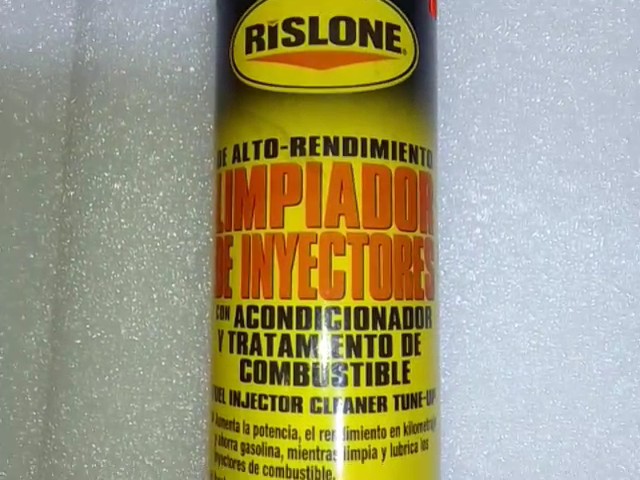 RISLONE
DE ALTO-RENDIMIENTO
LIMPIADOR
DE INYECTORES
CON ACONDICIONADOR
Y TRATAMIENTO DE
COMBUSTIBLE
FUEL INJECTOR CLEANER TUNE-UP
Aumenta la potencia, el rendimiento en kilometraje
y ahorra gasolina, mientras limpia y lubrica los
inyectores de combustible.